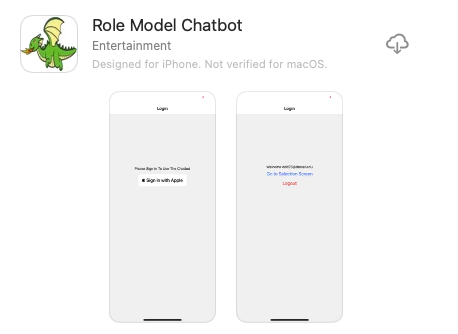 Role Model Chatbot
Entertainment
Designed for iPhone. Not verified for macOS.
Login
Please Sign In To Use The Chatbot
Sign in with Apple
Login
Welcome
Go to Selection Screen
Logout